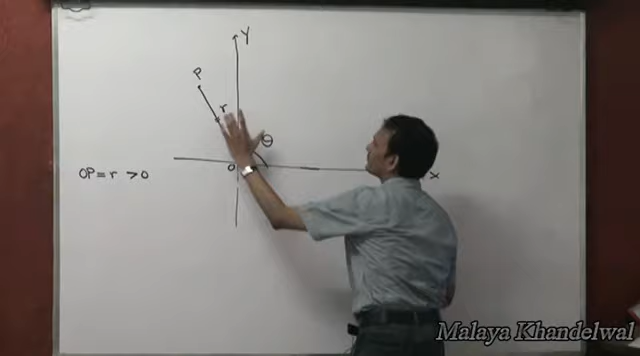 Y
P
r
θ
O
X
OP = r > 0
Malaya Khandelwal